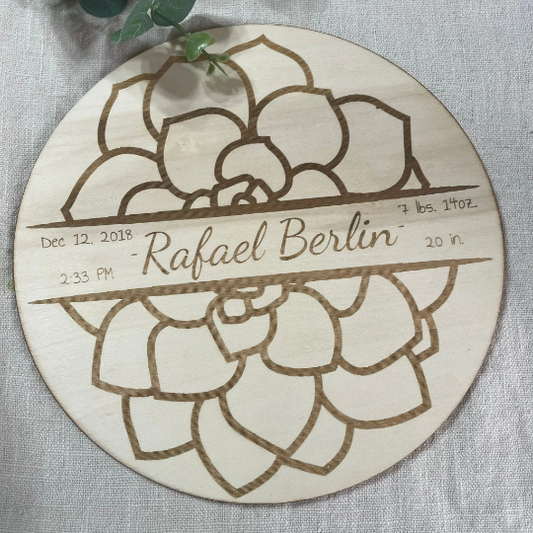 Dec 12, 2018
2:33 PM
-Rafael Berlin-
7 lbs. 14oz.
20 in.